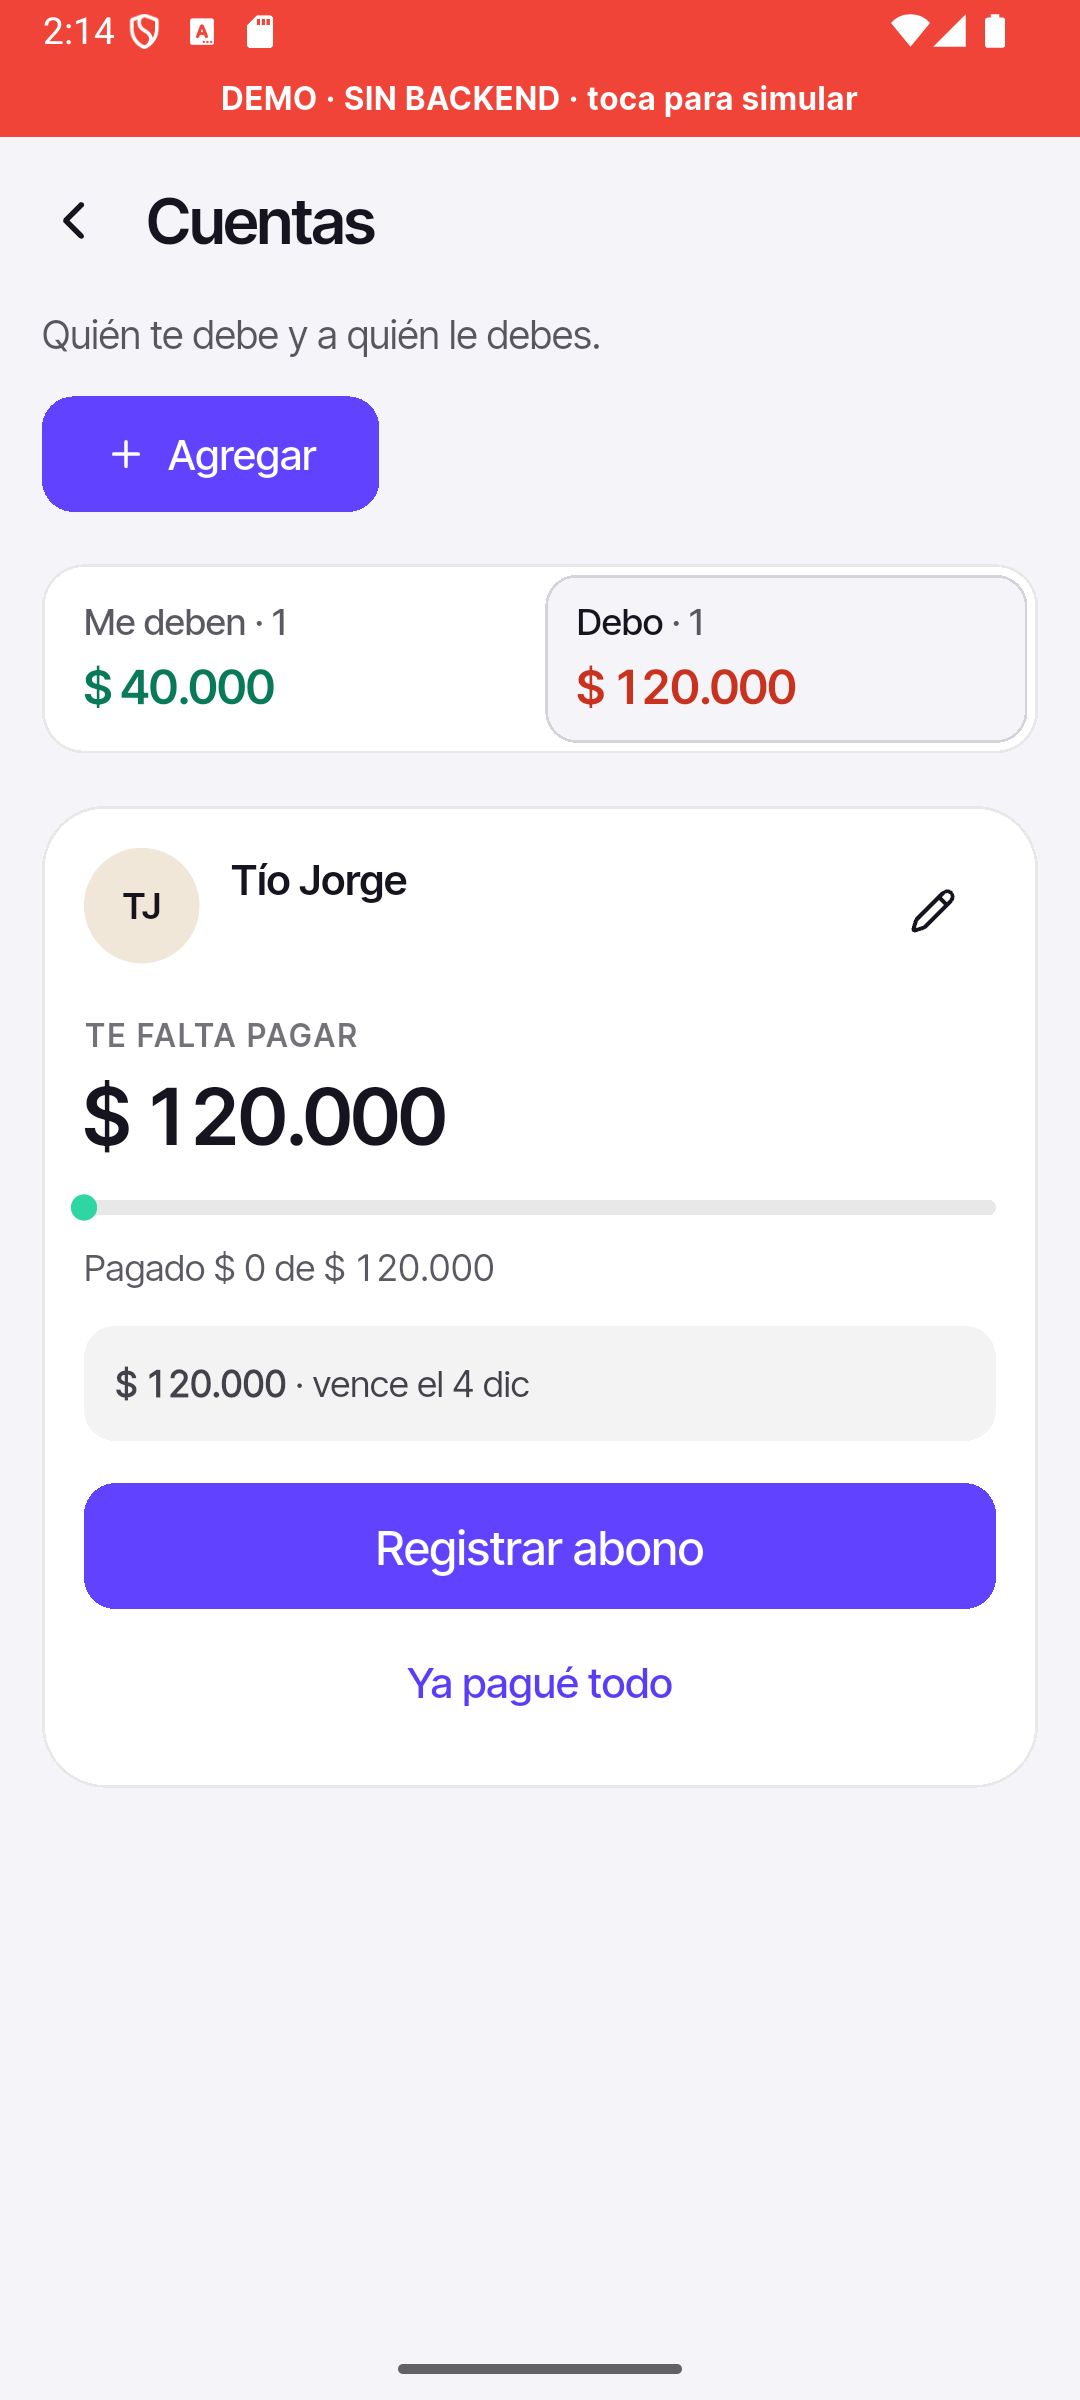 2:14
DEMO · SIN BACKEND · toca para simular
Cuentas
Quién te debe y a quién le debes.
+ Agregar
Me deben · 1
$ 40.000
Debo · 1
$ 120.000
TJ
Tío Jorge
TE FALTA PAGAR
$ 120.000
Pagado $ 0 de $ 120.000
$ 120.000 · vence el 4 dic
Registrar abono
Ya pagué todo